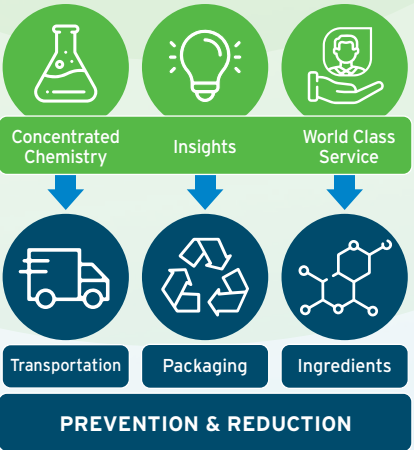 Concentrated
Chemistry
Insights
World Class
Service
Transportation
Packaging
Ingredients
PREVENTION & REDUCTION